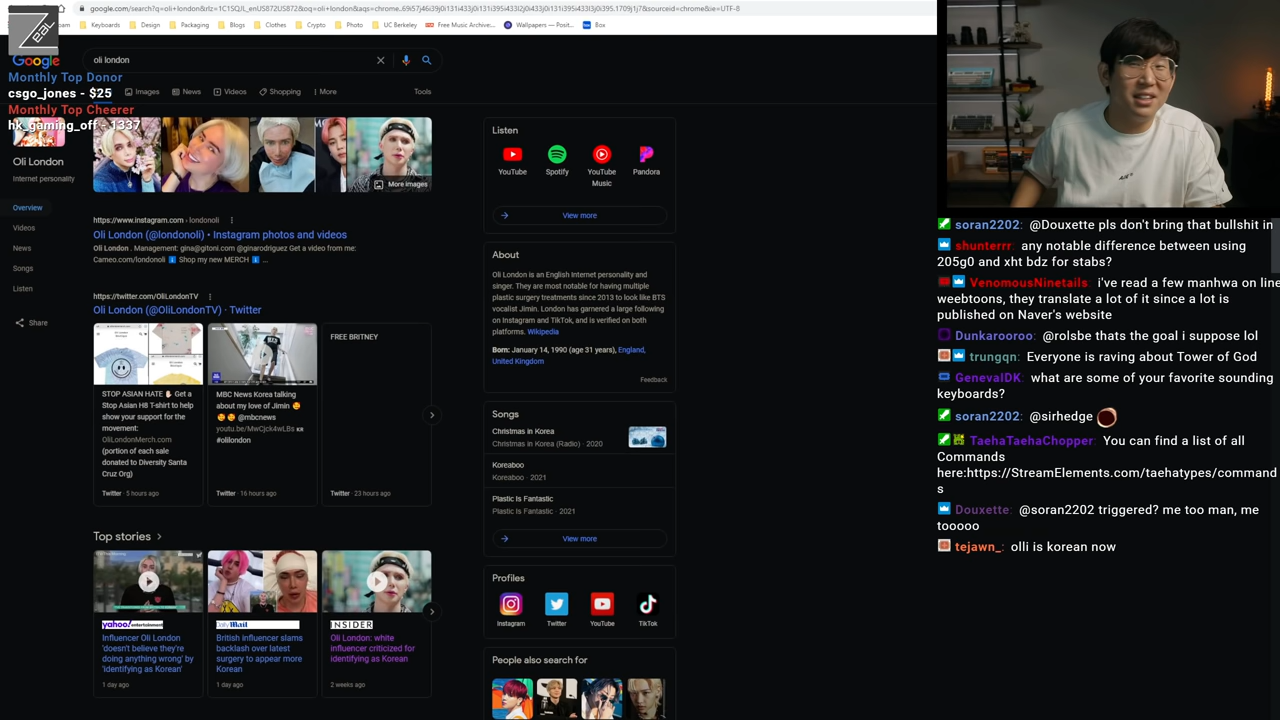 google.com/search?q=oli+london&rlz=1C1SQJL_enUS872US872&oq=oli+london&aqs=chrome..69i57j46i39j0i131i433j0i131i395i433l2j0i395j0i131i395i433l3j0i395.1709j1j7&sourceid=chrome&ie=UTF-8
Keyboards Design Packaging Blogs Clothes Crypto Photo UC Berkeley Free Music Archive... Wallpapers — Posit... Box
Zeal
Google
oli london
Monthly Top Donor
csgo_jones - $25
Monthly Top Cheerer
hk_gaming_off - 1337
Images News Videos Shopping More Tools
Oli London
Internet personality
Overview
Videos
News
Songs
Listen
Share
More images
https://www.instagram.com › londonoli
Oli London (@londonoli) • Instagram photos and videos
Oli London . Management: gina@gitoni.com @ginarodriguez Get a video from me:
Cameo.com/londonoli ⬇️ Shop my new MERCH ⬇️ ...
https://twitter.com/OliLondonTV
Oli London (@OliLondonTV) · Twitter
STOP ASIAN HATE ✋🏻 Get a
Stop Asian H8 T-shirt to help
show your support for the
movement:
OliLondonMerch.com
(portion of each sale
donated to Diversity Santa
Cruz Org)
Twitter · 5 hours ago
MBC News Korea talking
about my love of Jimin 🥰
🥰 🥰 @mbcnews
youtu.be/MwCjck4wLBs 🇰🇷
#olilondon
Twitter · 16 hours ago
FREE BRITNEY
Twitter · 23 hours ago
Top stories
yahoo!entertainment
Influencer Oli London
'doesn't believe they're
doing anything wrong' by
'identifying as Korean'
1 day ago
Daily Mail
British influencer slams
backlash over latest
surgery to appear more
Korean
1 day ago
INSIDER
Oli London: white
influencer criticized for
identifying as Korean
2 weeks ago
Listen
YouTube Spotify YouTube Music Pandora
View more
About
Oli London is an English Internet personality and
singer. They are most notable for having multiple
plastic surgery treatments since 2013 to look like BTS
vocalist Jimin. London has garnered a large following
on Instagram and TikTok, and is verified on both
platforms. Wikipedia
Born: January 14, 1990 (age 31 years), England,
United Kingdom
Feedback
Songs
Christmas in Korea
Christmas in Korea (Radio) · 2020
Koreaboo
Koreaboo · 2021
Plastic Is Fantastic
Plastic Is Fantastic · 2021
View more
Profiles
Instagram Twitter YouTube TikTok
People also search for
soran2202: @Douxette pls don't bring that bullshit in
shunterrr: any notable difference between using
205g0 and xht bdz for stabs?
VenomousNinetails: i've read a few manhwa on line
weebtoons, they translate a lot of it since a lot is
published on Naver's website
Dunkarooroo: @rolsbe thats the goal i suppose lol
trungqn: Everyone is raving about Tower of God
GenevalDK: what are some of your favorite sounding
keyboards?
soran2202: @sirhedge
TaehaTaehaChopper: You can find a list of all
Commands
here:https://StreamElements.com/taehatypes/command
s
Douxette: @soran2202 triggered? me too man, me
tooooo
tejawn_: olli is korean now